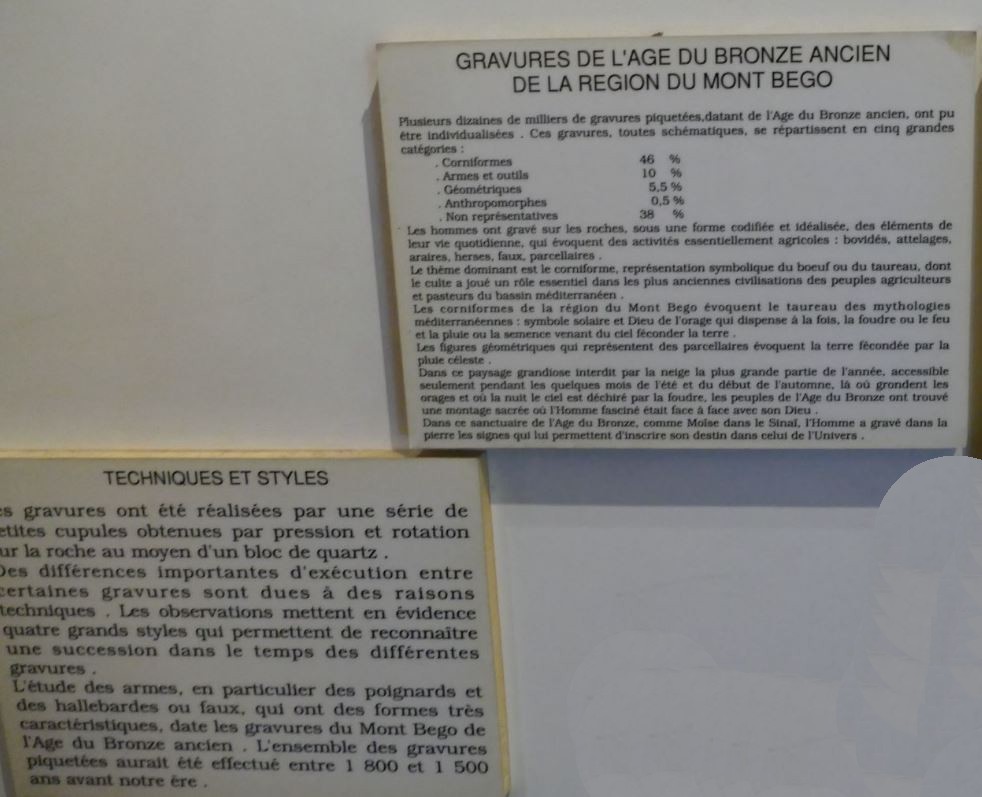 GRAVURES DE L'AGE DU BRONZE ANCIEN
DE LA REGION DU MONT BEGO
Plusieurs dizaines de milliers de gravures piquetées,datant de l'Age du Bronze ancien, ont pu
être individualisées . Ces gravures, toutes schématiques, se répartissent en cinq grandes
catégories :
. Corniformes 46 %
. Armes et outils 10 %
. Géométriques 5,5 %
. Anthropomorphes 0,5 %
. Non représentatives 38 %
Les hommes ont gravé sur les roches, sous une forme codifiée et idéalisée, des éléments de
leur vie quotidienne, qui évoquent des activités essentiellement agricoles : bovidés, attelages,
araires, herses, faux, parcellaires .
Le thème dominant est le corniforme, représentation symbolique du boeuf ou du taureau, dont
le culte a joué un rôle essentiel dans les plus anciennes civilisations des peuples agriculteurs
et pasteurs du bassin méditerranéen .
Les corniformes de la région du Mont Bego évoquent le taureau des mythologies
méditerranéennes : symbole solaire et Dieu de l'orage qui dispense à la fois, la foudre ou le feu
et la pluie ou la semence venant du ciel féconder la terre .
Les figures géométriques qui représentent des parcellaires évoquent la terre fécondée par la
pluie céleste .
Dans ce paysage grandiose interdit par la neige la plus grande partie de l'année, accessible
seulement pendant les quelques mois de l'été et du début de l'automne, là où grondent les
orages et où la nuit le ciel est déchiré par la foudre, les peuples de l'Age du Bronze ont trouvé
une montage sacrée où l'Homme fasciné était face à face avec son Dieu .
Dans ce sanctuaire de l'Age du Bronze, comme Moïse dans le Sinaï, l'Homme a gravé dans la
pierre les signes qui lui permettent d'inscrire son destin dans celui de l'Univers .
TECHNIQUES ET STYLES
es gravures ont été réalisées par une série de
etites cupules obtenues par pression et rotation
ur la roche au moyen d'un bloc de quartz .
Des différences importantes d'exécution entre
certaines gravures sont dues à des raisons
techniques . Les observations mettent en évidence
quatre grands styles qui permettent de reconnaître
une succession dans le temps des différentes
gravures .
L'étude des armes, en particulier des poignards et
des hallebardes ou faux, qui ont des formes très
caractéristiques, date les gravures du Mont Bego de
l'Age du Bronze ancien . L'ensemble des gravures
piquetées aurait été effectué entre 1 800 et 1 500
ans avant notre ère .